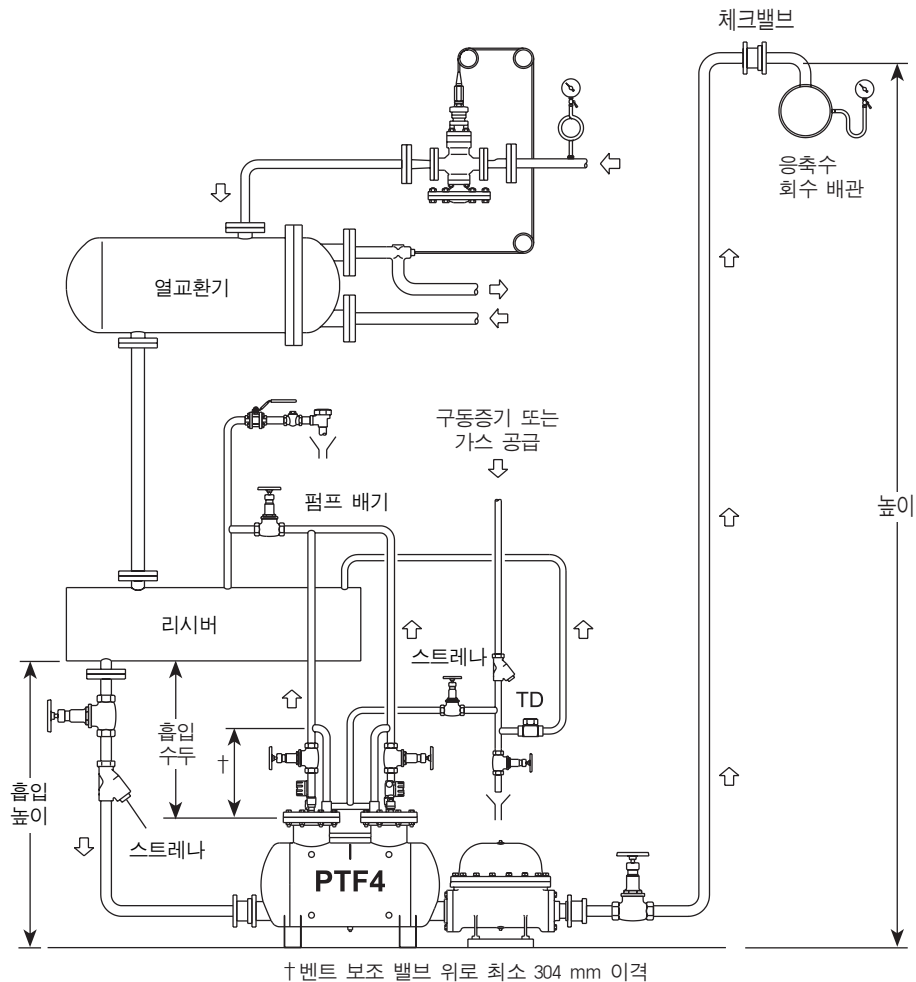 체크밸브
응축수
회수 배관
열교환기
구동증기 또는
가스 공급
펌프 배기
높이
리시버
스트레나
TD
흡입
수두
†
흡입
높이
스트레나
PTF4
†벤트 보조 밸브 위로 최소 304 mm 이격